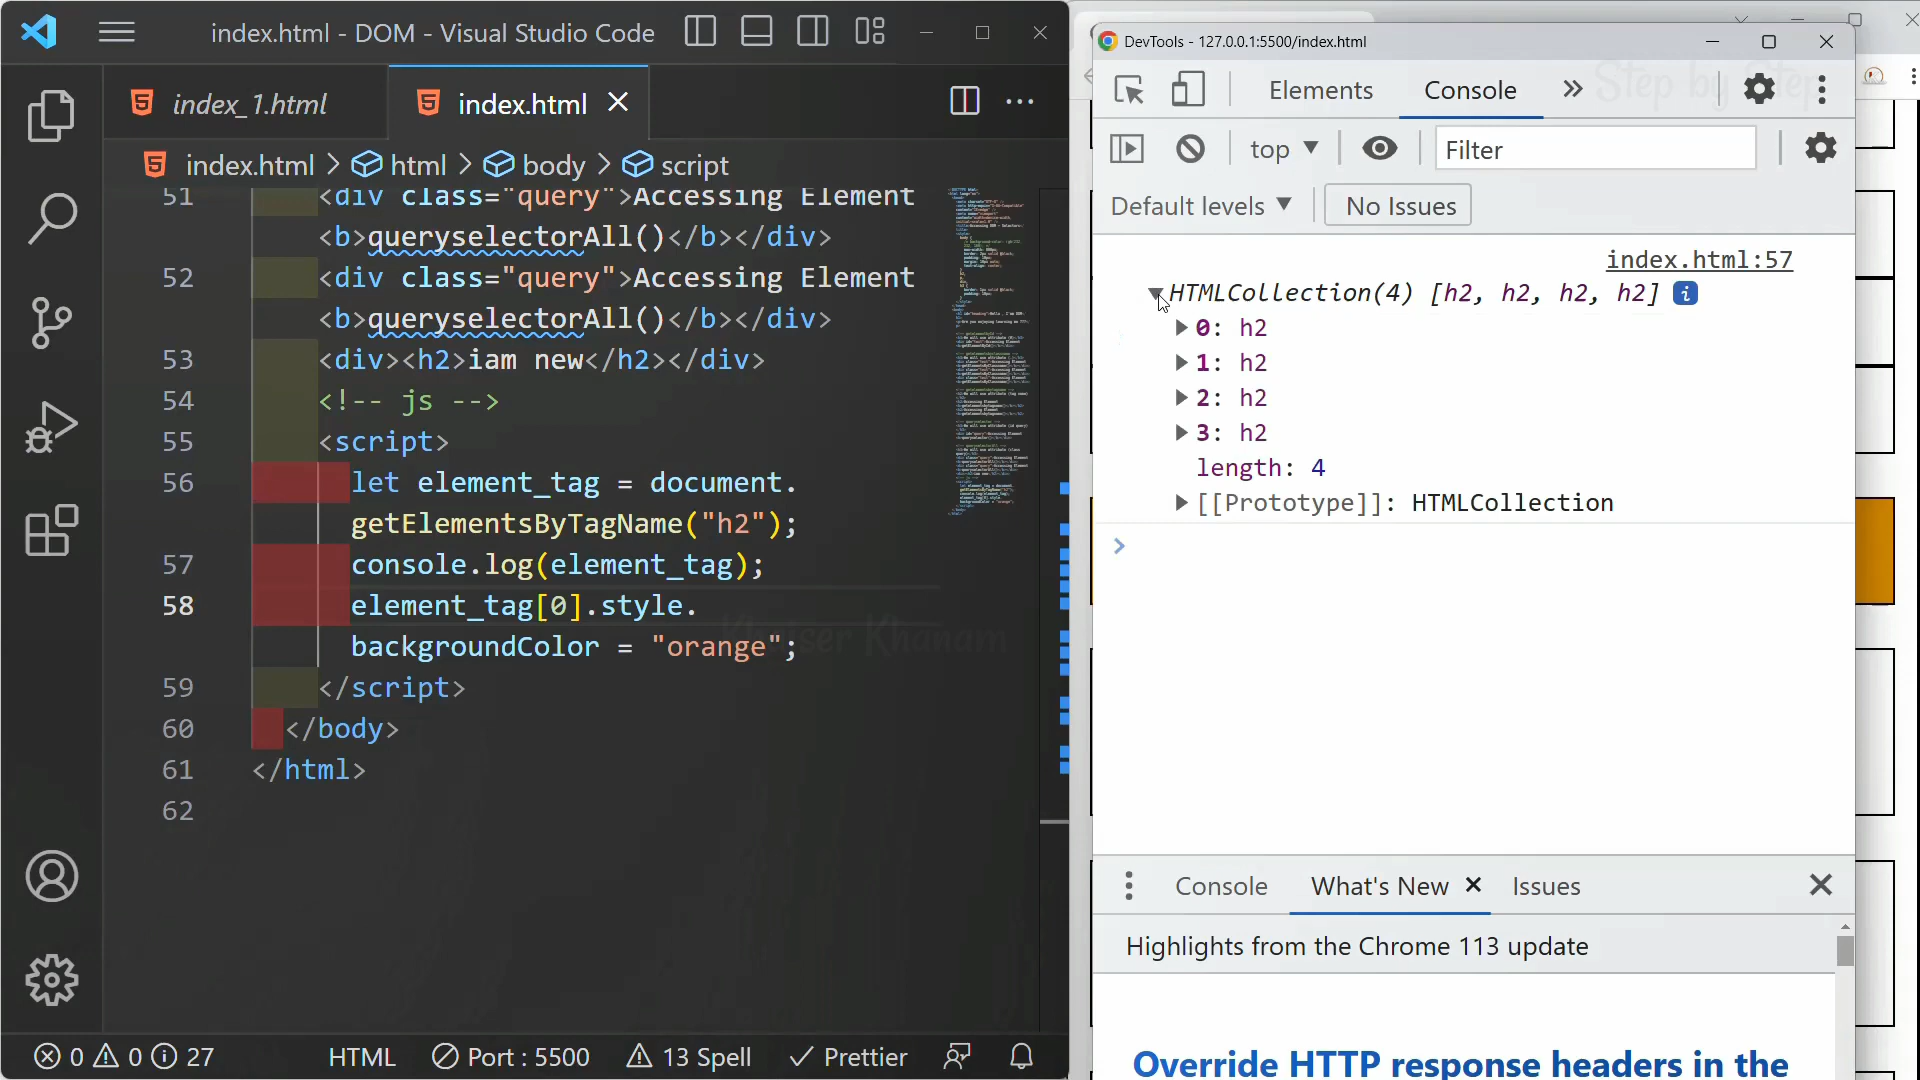 index.html - DOM - Visual Studio Code
index_1.html
index.html
index.html > html > body > script
51 <div class="query">Accessing Element
<b>queryselectorAll()</b></div>
52 <div class="query">Accessing Element
<b>queryselectorAll()</b></div>
53 <div><h2>iam new</h2></div>
54 <!-- js -->
55 <script>
56 let element_tag = document.
getElementsByTagName("h2");
57 console.log(element_tag);
58 element_tag[0].style.
backgroundColor = "orange";
59 </script>
60 </body>
61 </html>
62
Khaiser Khanam
0 0 27 HTML Port : 5500 13 Spell Prettier
DevTools - 127.0.0.1:5500/index.html
Step by Step
Elements Console
top Filter
Default levels No Issues
index.html:57
HTMLCollection(4) [h2, h2, h2, h2] i
0: h2
1: h2
2: h2
3: h2
length: 4
[[Prototype]]: HTMLCollection
>
Console What's New Issues
Highlights from the Chrome 113 update
Override HTTP response headers in the